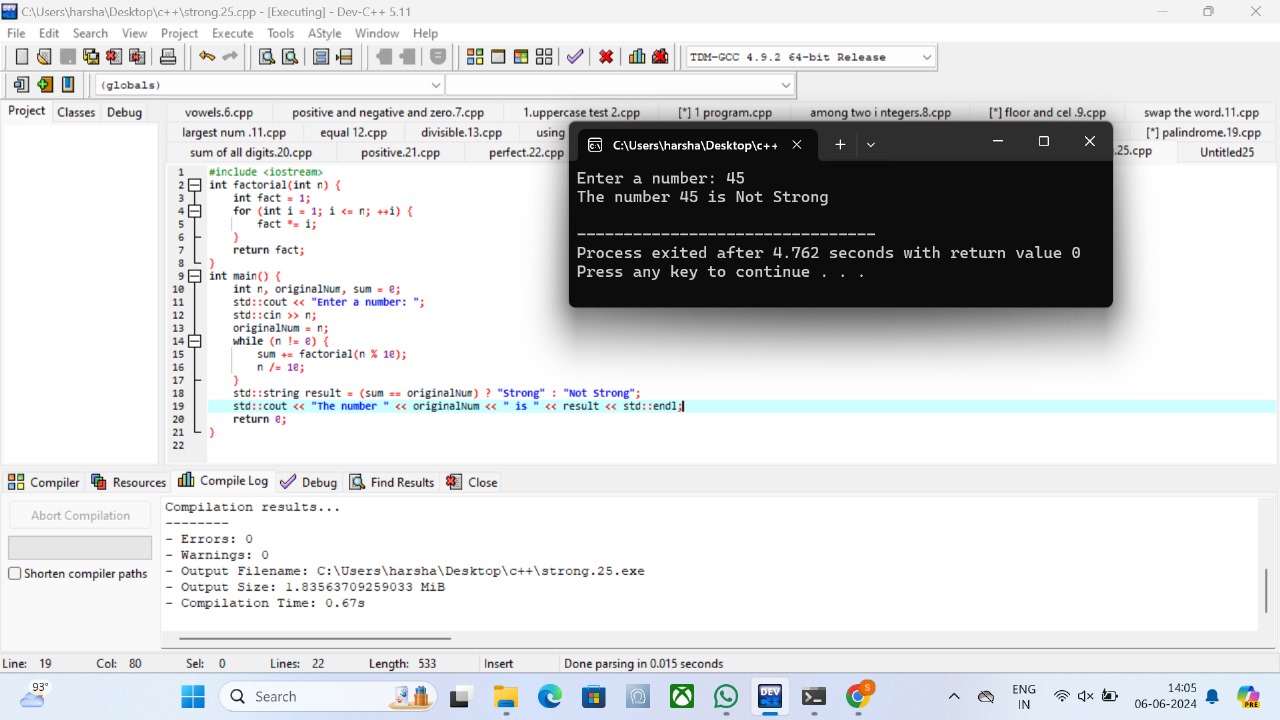 C:\Users\harsha\Desktop\c++\strong.25.cpp - [Executing] - Dev-C++ 5.11
File Edit Search View Project Execute Tools AStyle Window Help
TDM-GCC 4.9.2 64-bit Release
(globals)
Project Classes Debug
vowels.6.cpp positive and negative and zero.7.cpp 1.uppercase test 2.cpp [*] 1 program.cpp among two i ntegers.8.cpp [*] floor and cel .9.cpp swap the word.11.cpp
largest num .11.cpp equal 12.cpp divisible.13.cpp using [*] palindrome.19.cpp
sum of all digits.20.cpp positive.21.cpp perfect.22.cpp .25.cpp Untitled25
C:\Users\harsha\Desktop\c++
Enter a number: 45
The number 45 is Not Strong
--------------------------------
Process exited after 4.762 seconds with return value 0
Press any key to continue . . .
1 #include <iostream>
2 int factorial(int n) {
3 int fact = 1;
4 for (int i = 1; i <= n; ++i) {
5 fact *= i;
6 }
7 return fact;
8 }
9 int main() {
10 int n, originalNum, sum = 0;
11 std::cout << "Enter a number: ";
12 std::cin >> n;
13 originalNum = n;
14 while (n != 0) {
15 sum += factorial(n % 10);
16 n /= 10;
17 }
18 std::string result = (sum == originalNum) ? "Strong" : "Not Strong";
19 std::cout << "The number " << originalNum << " is " << result << std::endl;
20 return 0;
21 }
22
Compiler Resources Compile Log Debug Find Results Close
Abort Compilation
Shorten compiler paths
Compilation results...
--------
- Errors: 0
- Warnings: 0
- Output Filename: C:\Users\harsha\Desktop\c++\strong.25.exe
- Output Size: 1.83563709259033 MiB
- Compilation Time: 0.67s
Line: 19 Col: 80 Sel: 0 Lines: 22 Length: 533 Insert Done parsing in 0.015 seconds
93°
Search
DEV
S
ENG
IN
14:05
06-06-2024
PRE